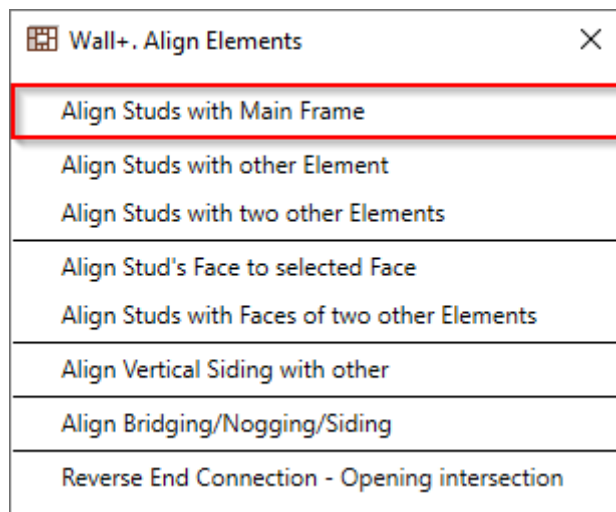 Wall+. Align Elements
Align Studs with Main Frame
Align Studs with other Element
Align Studs with two other Elements
Align Stud's Face to selected Face
Align Studs with Faces of two other Elements
Align Vertical Siding with other
Align Bridging/Nogging/Siding
Reverse End Connection - Opening intersection